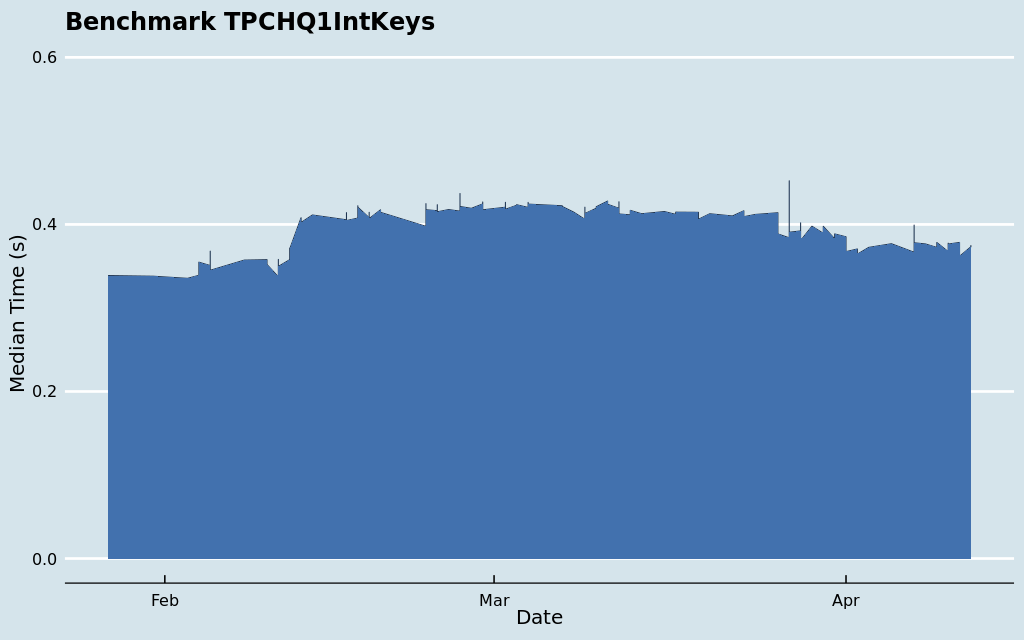 Benchmark TPCHQ1IntKeys
0.6
0.4
0.2
0.0
Median Time (s)
Feb
Mar
Apr
Date